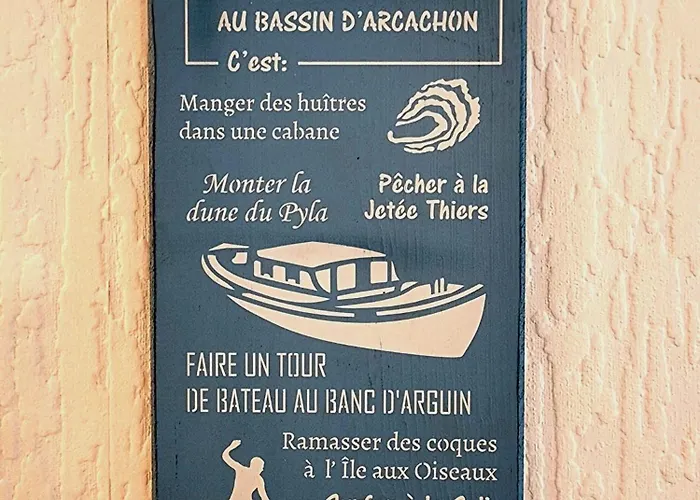 AU BASSIN D'ARCACHON
C'est:
Manger des huîtres
dans une cabane
Monter la
dune du Pyla
Pêcher à la
Jetée Thiers
FAIRE UN TOUR
DE BATEAU AU BANC D'ARGUIN
Ramasser des coques
à l' Île aux Oiseaux